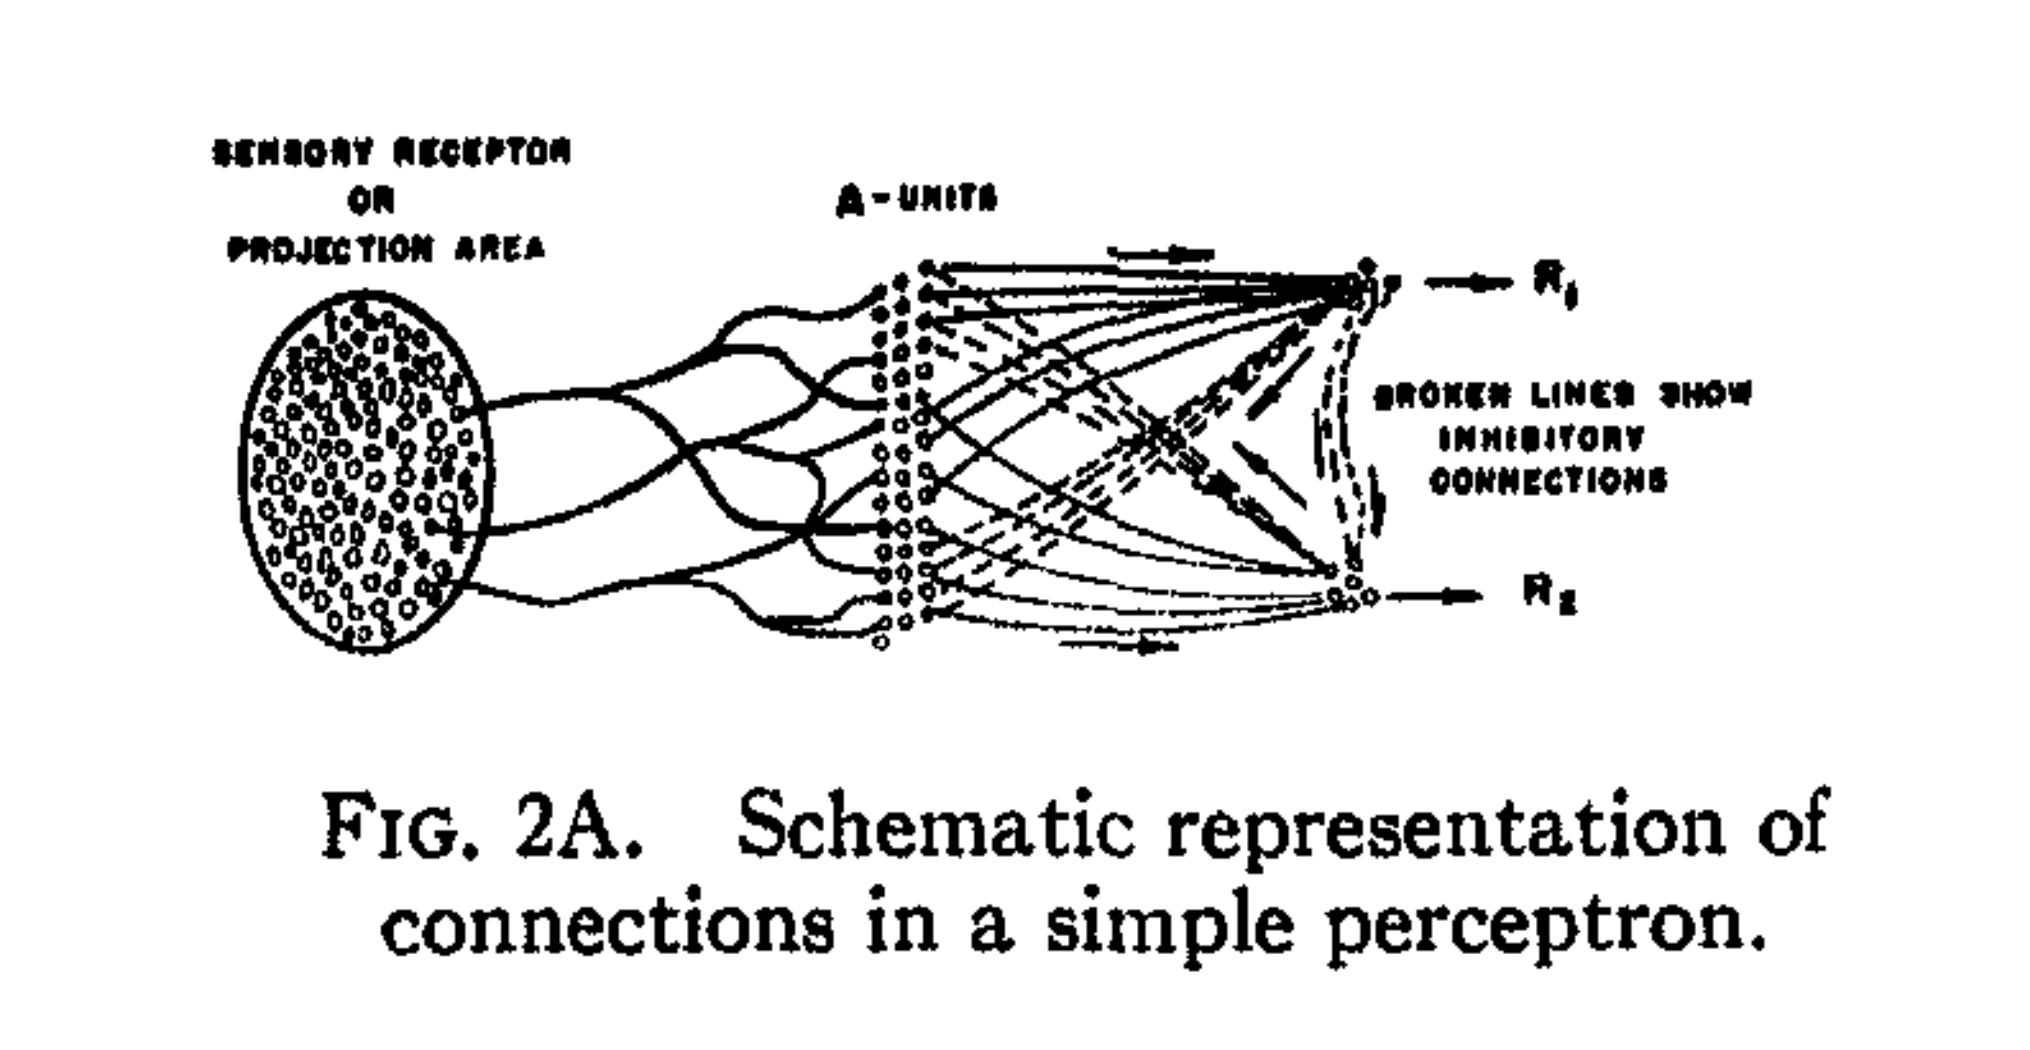 SENSORY RECEPTOR
OR
PROJECTION AREA
A-UNITS
R₁
BROKEN LINES SHOW
INHIBITORY
CONNECTIONS
R₂
FIG. 2A. Schematic representation of
connections in a simple perceptron.